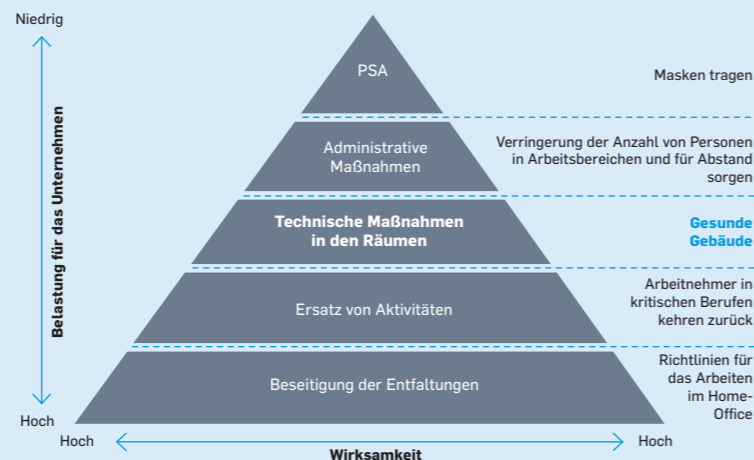 Niedrig
PSA
Masken tragen
Administrative
Maßnahmen
Verringerung der Anzahl von Personen
in Arbeitsbereichen und für Abstand
sorgen
Belastung für das Unternehmen
Technische Maßnahmen
in den Räumen
Gesunde
Gebäude
Ersatz von Aktivitäten
Arbeitnehmer in
kritischen Berufen
kehren zurück
Beseitigung der Entfaltungen
Richtlinien für
das Arbeiten
im Home-
Office
Hoch
Hoch
Hoch
Wirksamkeit